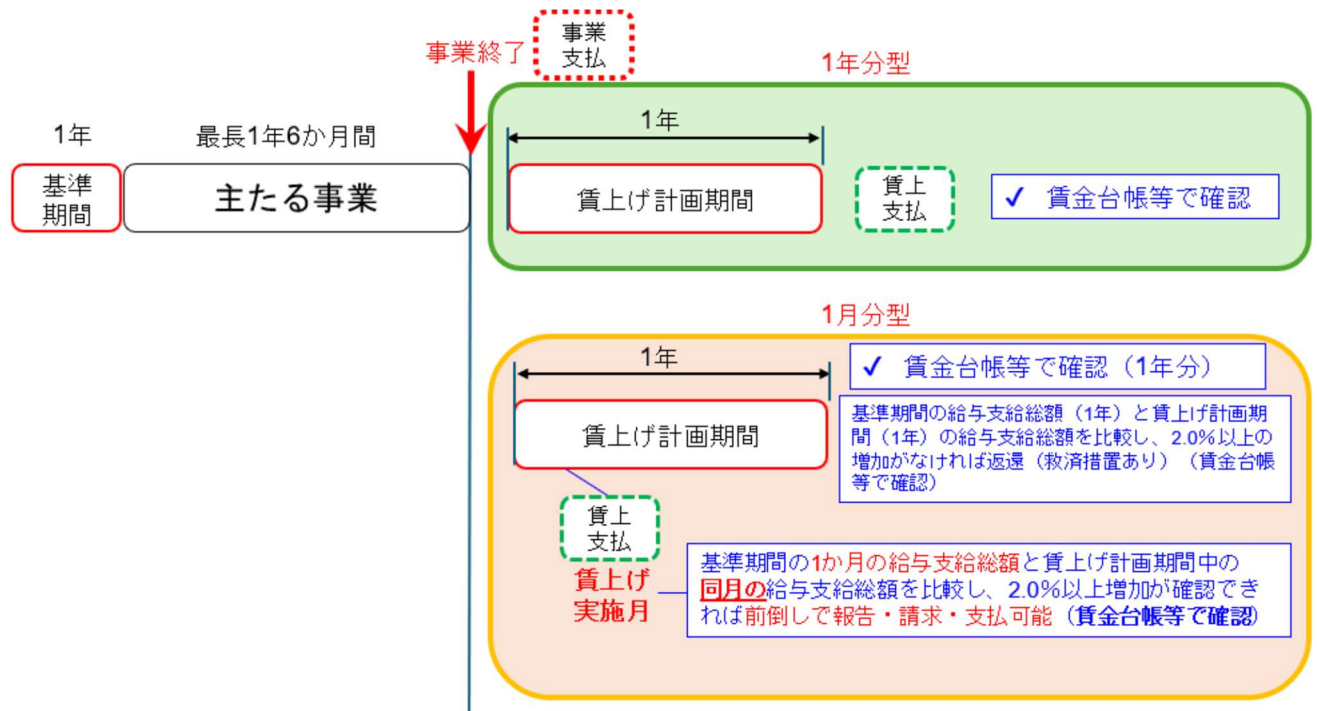 事業終了
事業
支払
1年分型
1年
最長1年6か月間
1年
基準
期間
主たる事業
賃上げ計画期間
賃上
支払
✓ 賃金台帳等で確認
1月分型
1年
✓ 賃金台帳等で確認（1年分）
賃上げ計画期間
基準期間の給与支給総額（1年）と賃上げ計画期
間（1年）の給与支給総額を比較し、2.0％以上の
増加がなければ返還（救済措置あり）（賃金台帳
等で確認）
賃上
支払
賃上げ
実施月
基準期間の1か月の給与支給総額と賃上げ計画期間中の
同月の給与支給総額を比較し、2.0％以上増加が確認でき
れば前倒しで報告・請求・支払可能（賃金台帳等で確認）